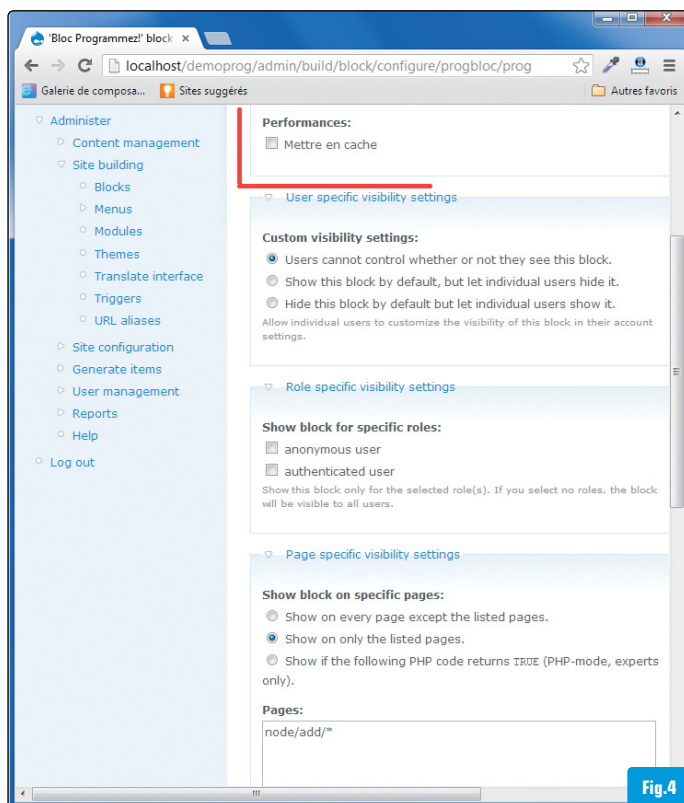 'Bloc Programmez!' block
localhost/demoprog/admin/build/block/configure/progbloc/prog
Galerie de composa... Sites suggérés Autres favoris
Administer
Content management
Site building
Blocks
Menus
Modules
Themes
Translate interface
Triggers
URL aliases
Site configuration
Generate items
User management
Reports
Help
Log out
Performances:
Mettre en cache
User specific visibility settings
Custom visibility settings:
Users cannot control whether or not they see this block.
Show this block by default, but let individual users hide it.
Hide this block by default but let individual users show it.
Allow individual users to customize the visibility of this block in their account
settings.
Role specific visibility settings
Show block for specific roles:
anonymous user
authenticated user
Show this block only for the selected role(s). If you select no roles, the block
will be visible to all users.
Page specific visibility settings
Show block on specific pages:
Show on every page except the listed pages.
Show on only the listed pages.
Show if the following PHP code returns TRUE (PHP-mode, experts
only).
Pages:
node/add/*
Fig.4